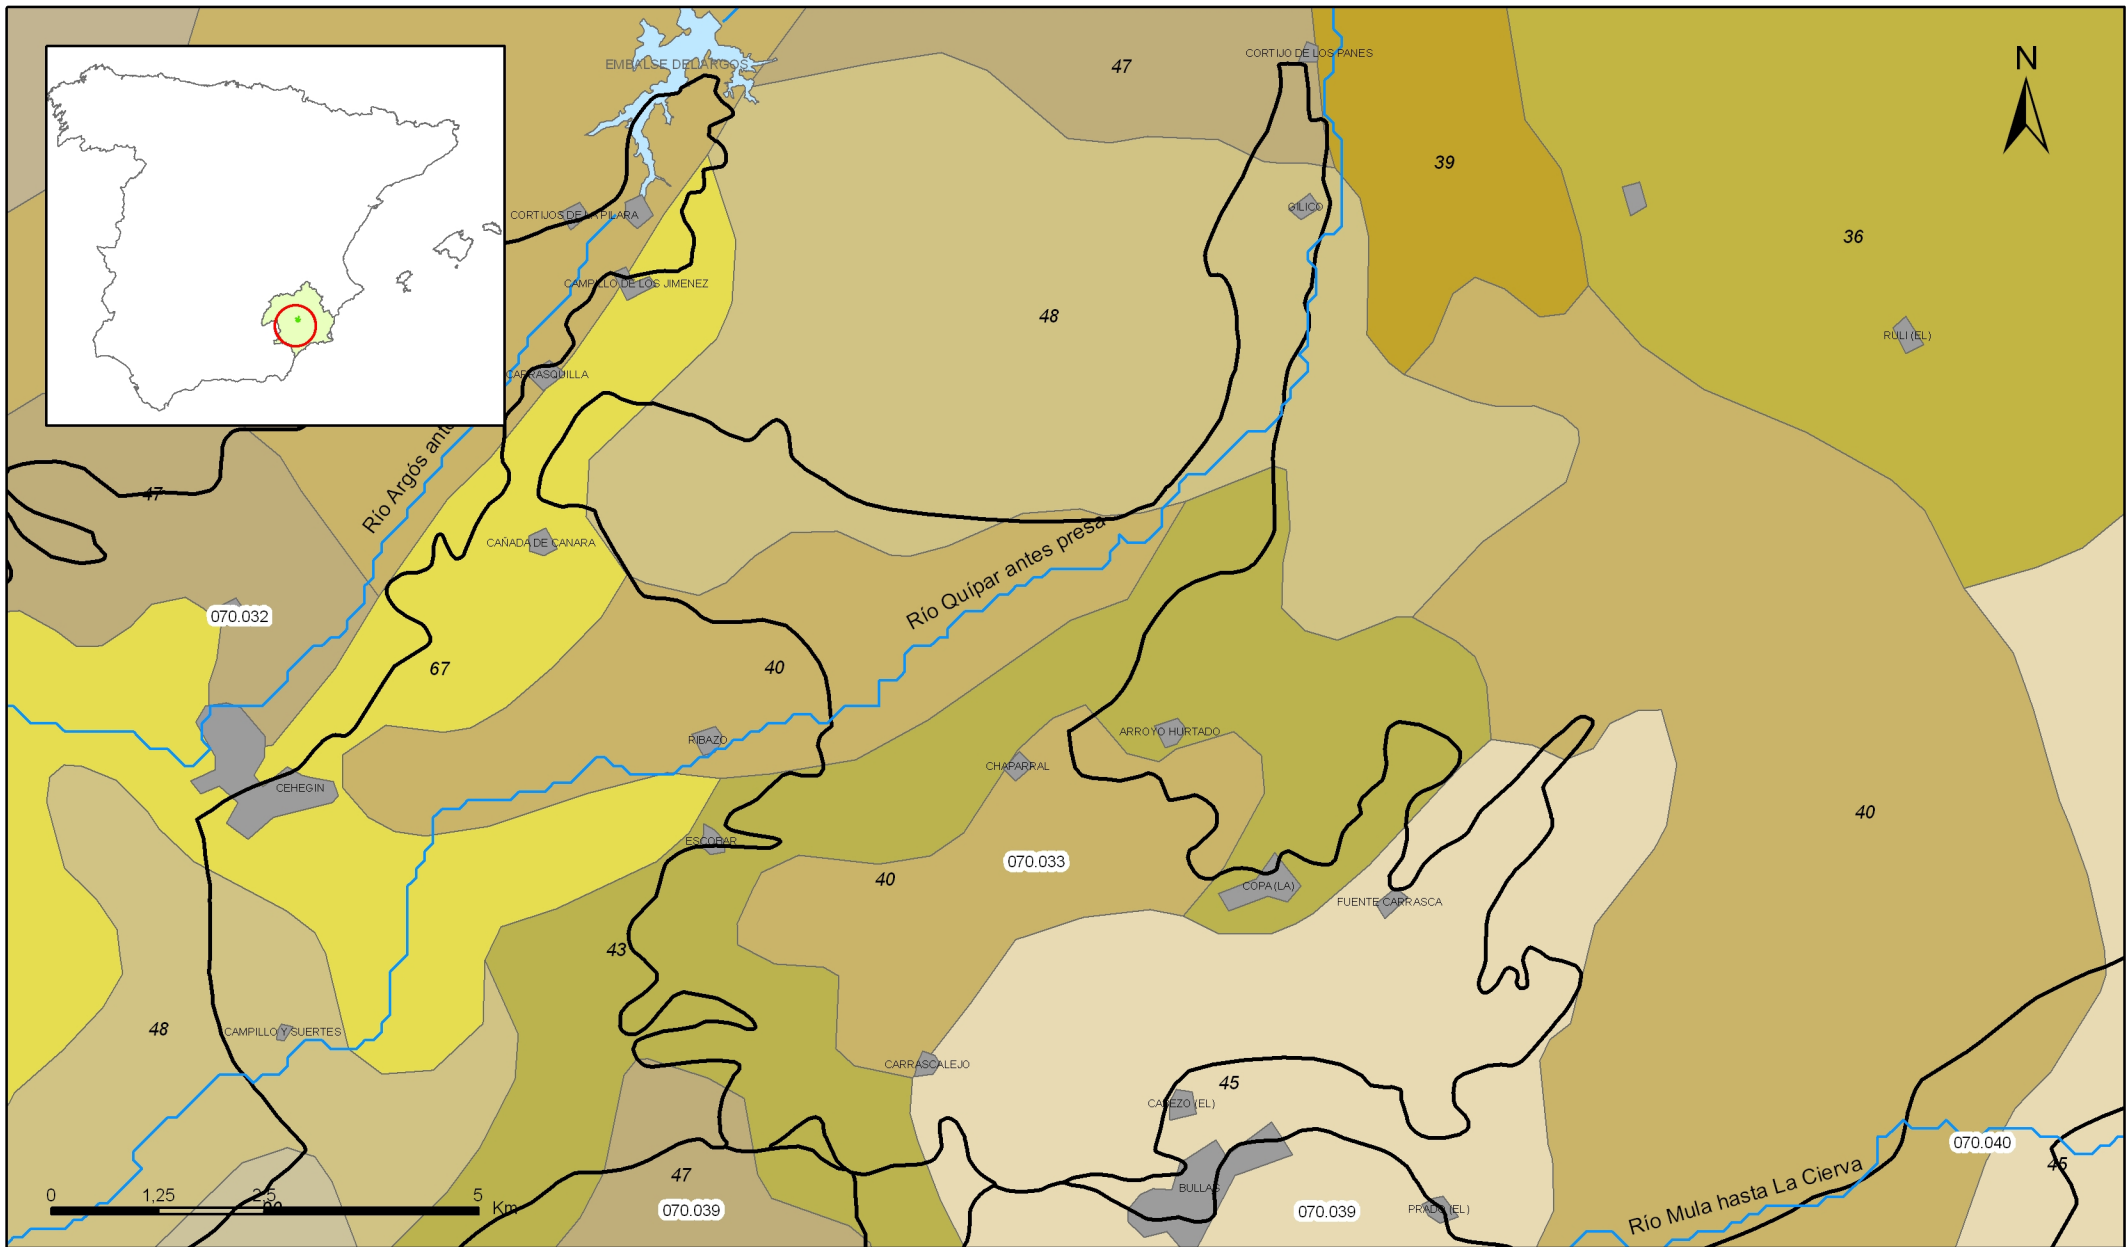 EMBALSE DEL ARGOS
47
CORTIJO DE LOS PANES
N
39
36
CORTIJOS DE LA PILARA
GILICO
CAMPILLO DE LOS JIMENEZ
48
RULI (EL)
CARRASQUILLA
47
Río Argós ante
CAÑADA DE CANARA
Río Quípar antes presa
070.032
67
40
RIBAZO
ARROYO HURTADO
CHAPARRAL
CEHEGIN
40
ESCOBAR
070.033
40
COPA (LA)
FUENTE CARRASCA
43
48
CAMPILLO Y SUERTES
CARRASCALEJO
45
CABEZO (EL)
070.040
45
47
BULLAS
Río Mula hasta La Cierva
0 1,25 2,5 5
Km
070.039
070.039
PRADO (EL)